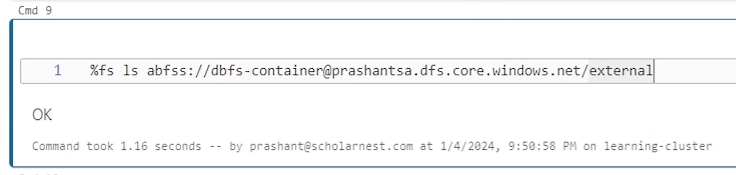 Cmd 9
1 %fs ls abfss://dbfs-container@prashantsa.dfs.core.windows.net/external
OK
Command took 1.16 seconds -- by prashant@scholarnest.com at 1/4/2024, 9:50:58 PM on learning-cluster